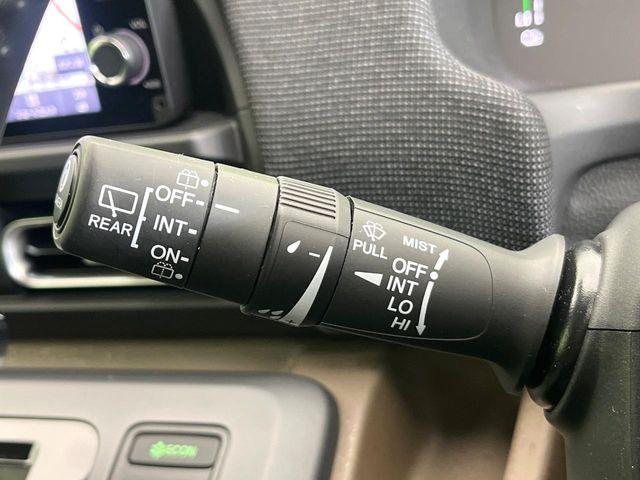 REAR
OFF
INT
ON
PULL
MIST
OFF
INT
LO
HI
ECON